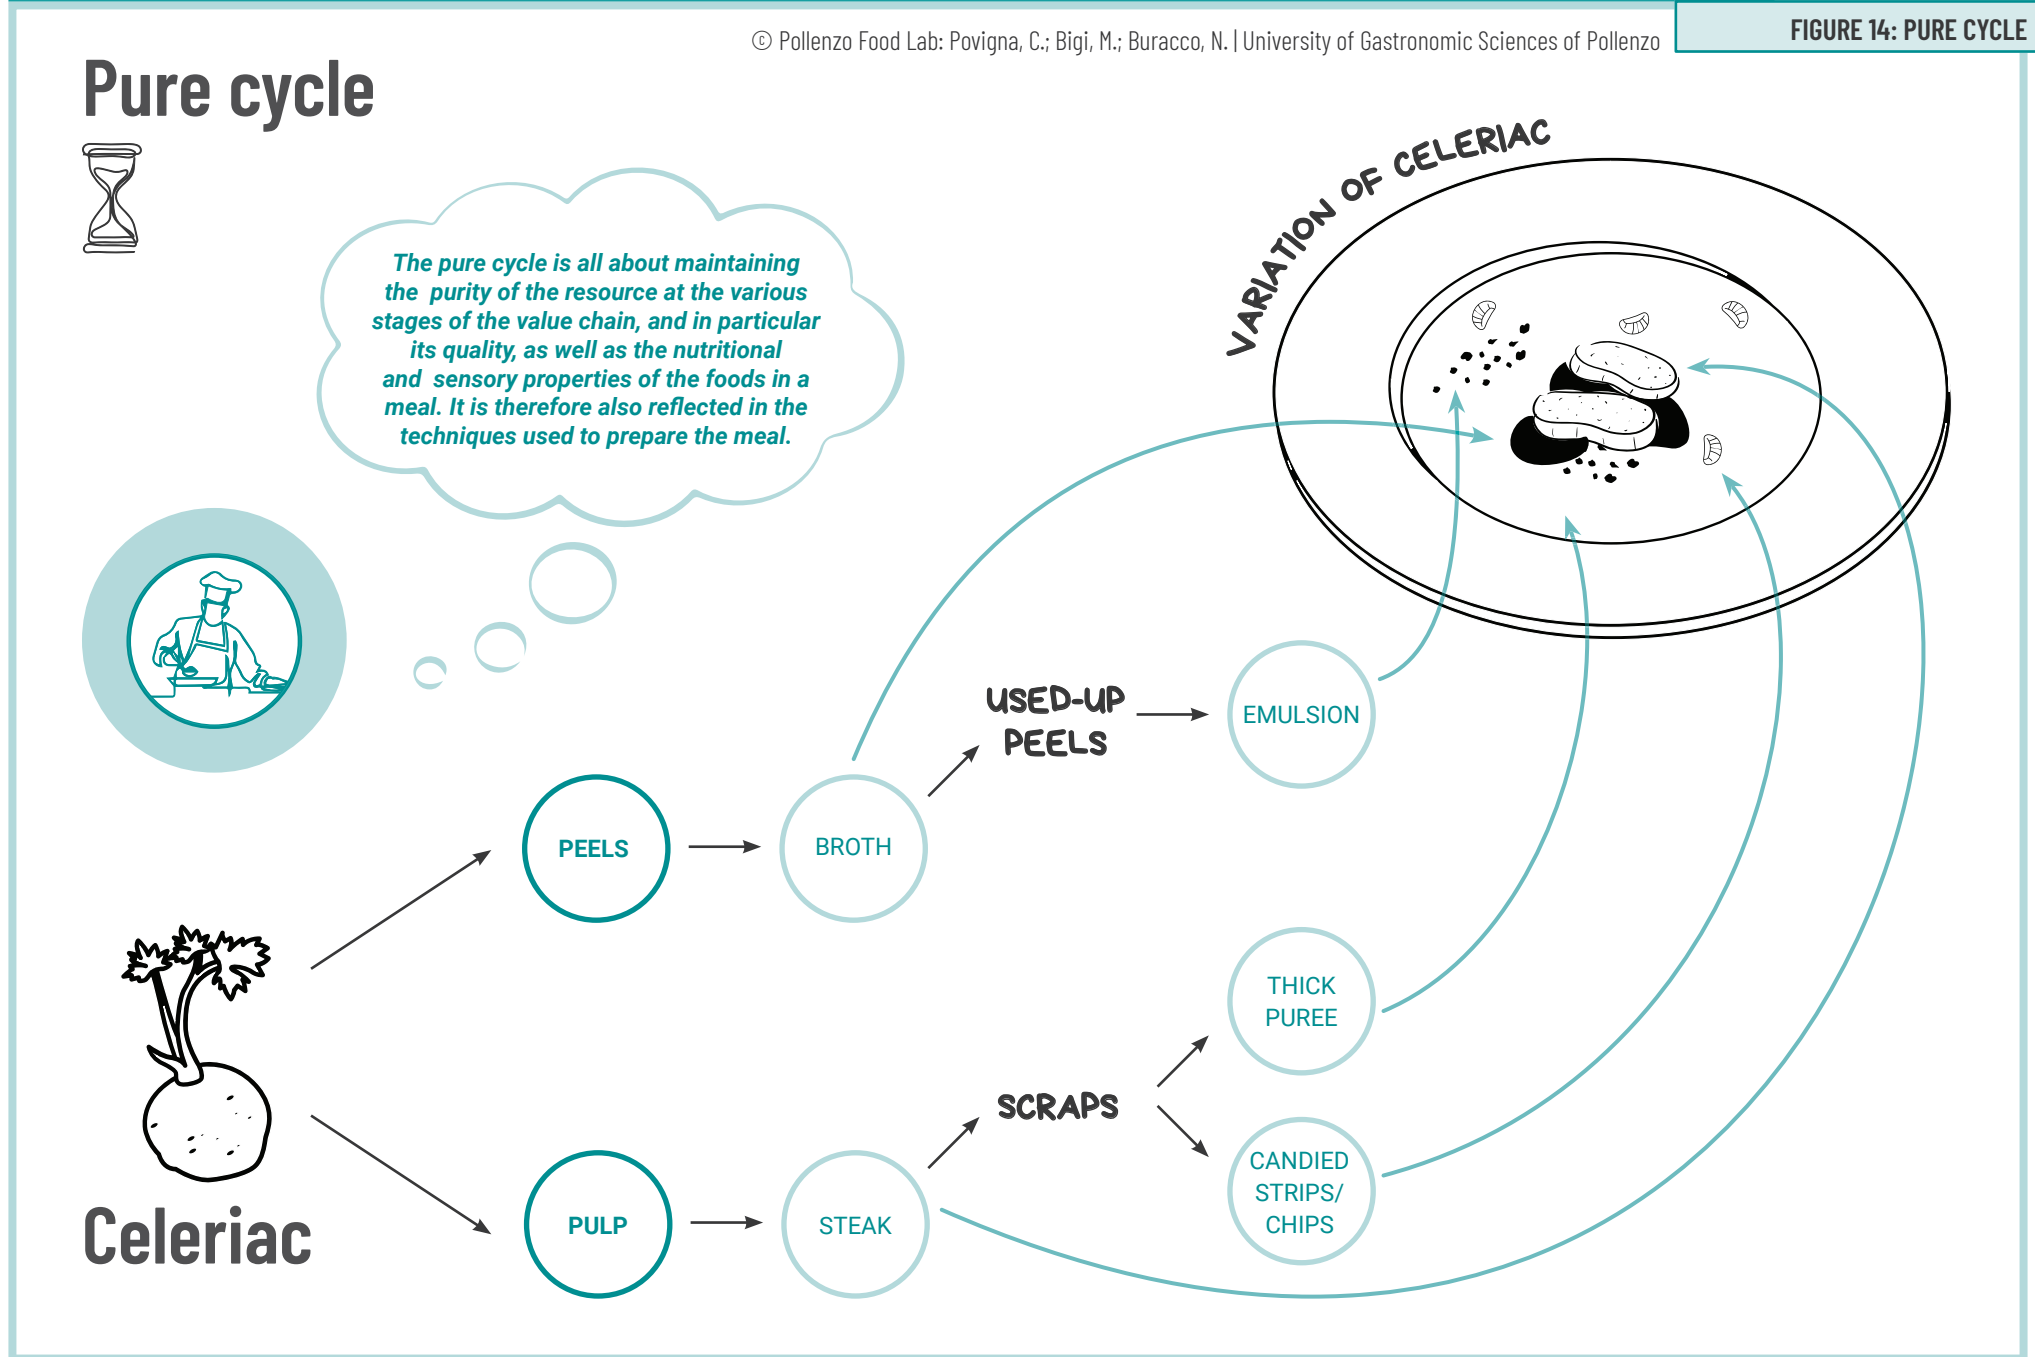 © Pollenzo Food Lab: Povigna, C.; Bigi, M.; Buracco, N. | University of Gastronomic Sciences of Pollenzo
FIGURE 14: PURE CYCLE
Pure cycle
The pure cycle is all about maintaining
the purity of the resource at the various
stages of the value chain, and in particular
its quality, as well as the nutritional
and sensory properties of the foods in a
meal. It is therefore also reflected in the
techniques used to prepare the meal.
VARIATION OF CELERIAC
USED-UP
PEELS
EMULSION
PEELS
BROTH
THICK
PUREE
SCRAPS
CANDIED
STRIPS/
CHIPS
PULP
STEAK
Celeriac